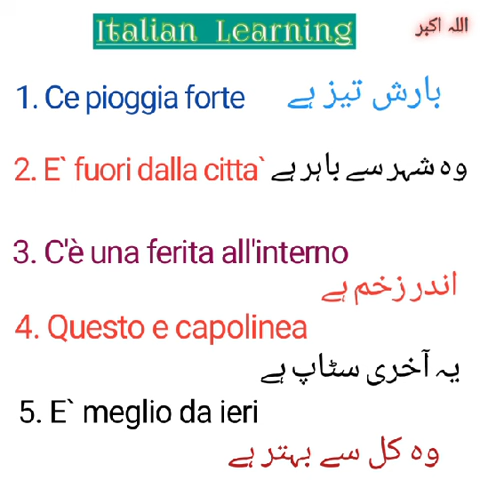 Italian Learning
اللہ اکبر
1. Ce pioggia forte
بارش تیز ہے
2. E` fuori dalla citta`
وہ شہر سے باہر ہے
3. C'è una ferita all'interno
اندر زخم ہے
4. Questo e capolinea
یہ آخری سٹاپ ہے
5. E` meglio da ieri
وہ کل سے بہتر ہے